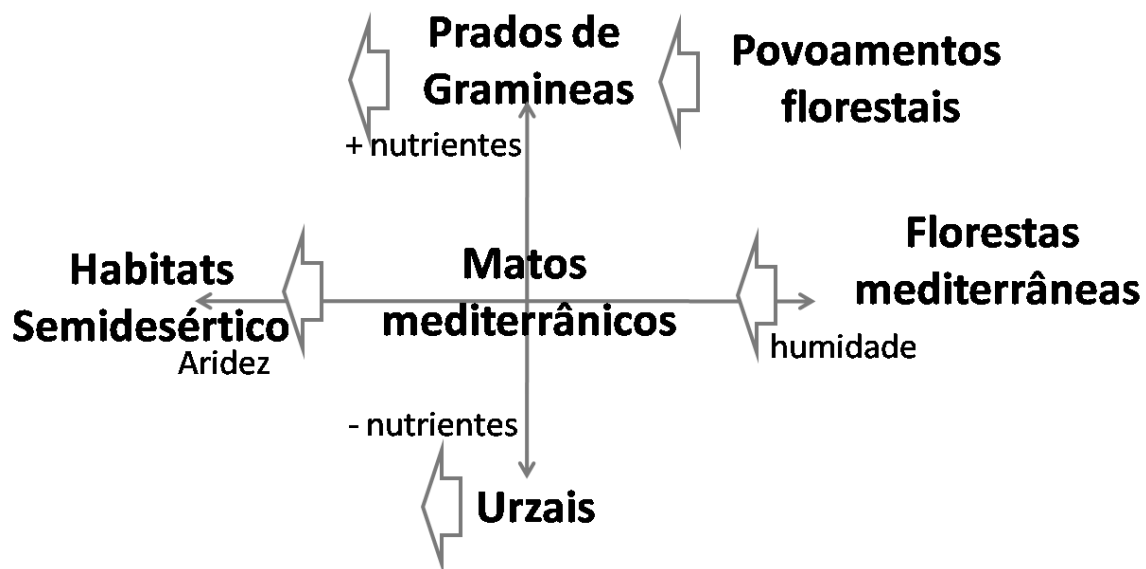 Prados de
Gramineas
Povoamentos
florestais
+ nutrientes
Habitats
Semidesértico
Aridez
Matos
mediterrânicos
Florestas
mediterrâneas
humidade
- nutrientes
Urzais